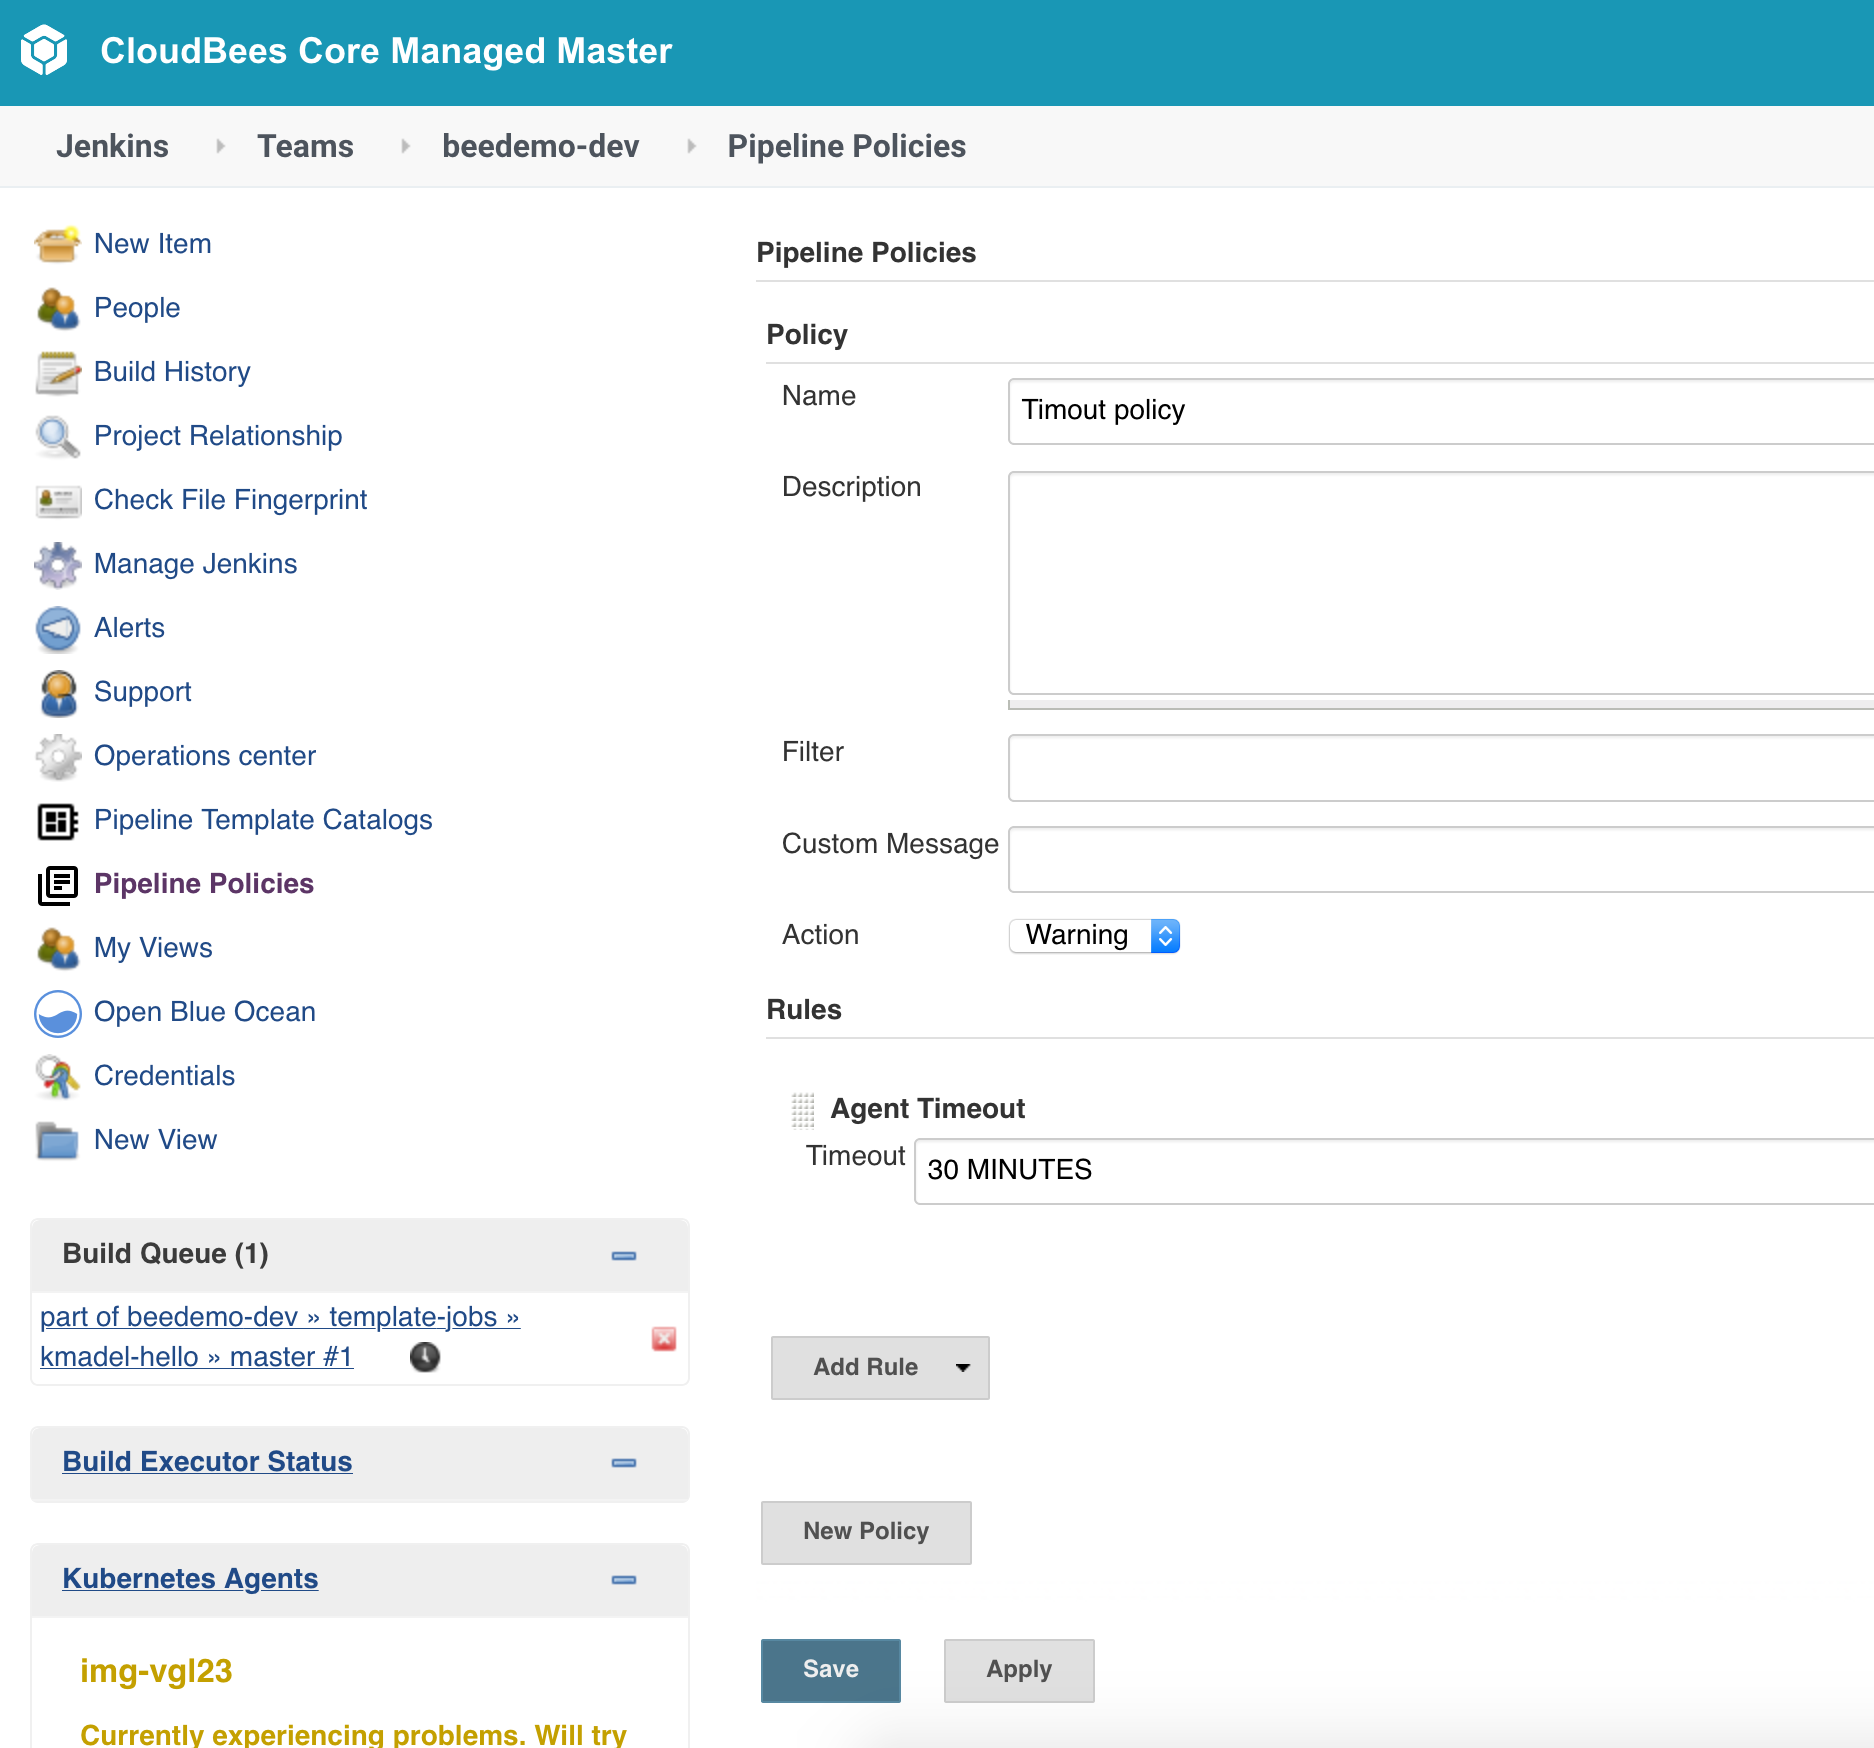 CloudBees Core Managed Master
Jenkins Teams beedemo-dev Pipeline Policies
New Item
People
Build History
Project Relationship
Check File Fingerprint
Manage Jenkins
Alerts
Support
Operations center
Pipeline Template Catalogs
Pipeline Policies
My Views
Open Blue Ocean
Credentials
New View
Build Queue (1)
part of beedemo-dev » template-jobs »
kmadel-hello » master #1
Build Executor Status
Kubernetes Agents
img-vgl23
Currently experiencing problems. Will try
Pipeline Policies
Policy
Name Timout policy
Description
Filter
Custom Message
Action Warning
Rules
Agent Timeout
Timeout 30 MINUTES
Add Rule
New Policy
Save Apply